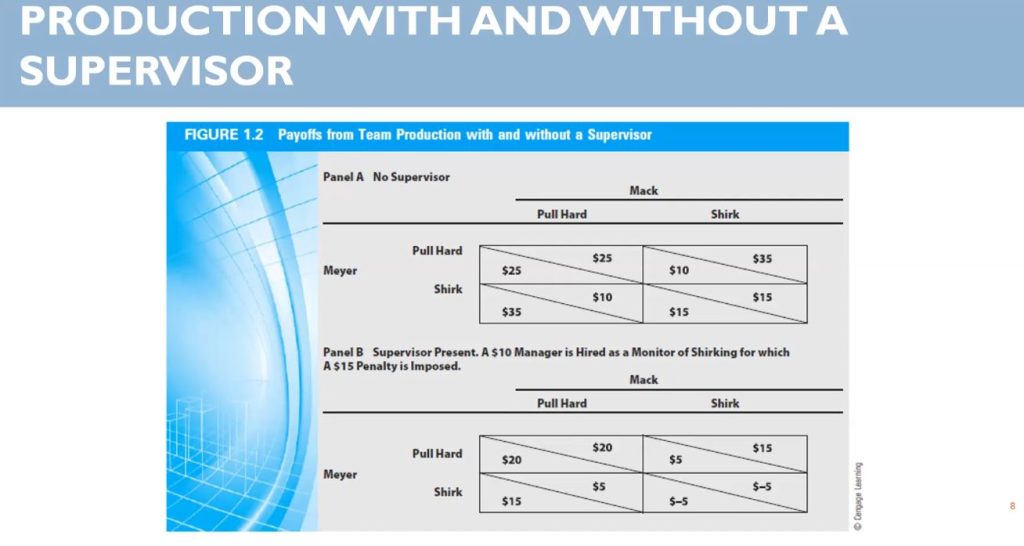 PRODUCTION WITH AND WITHOUT A
SUPERVISOR
FIGURE 1.2 Payoffs from Team Production with and without a Supervisor
Panel A No Supervisor
Mack
Pull Hard Shirk
Meyer
Pull Hard
$25 $25 $10 $35
Shirk
$35 $10 $15 $15
Panel B Supervisor Present. A $10 Manager is Hired as a Monitor of Shirking for which
A $15 Penalty is Imposed.
Mack
Pull Hard Shirk
Meyer
Pull Hard
$20 $20 $5 $15
Shirk
$15 $5 $–5 $–5
© Cengage Learning
8